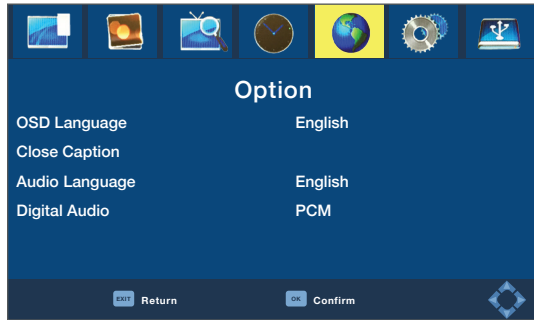 Option
OSD Language English
Close Caption
Audio Language English
Digital Audio PCM
EXIT Return OK Confirm